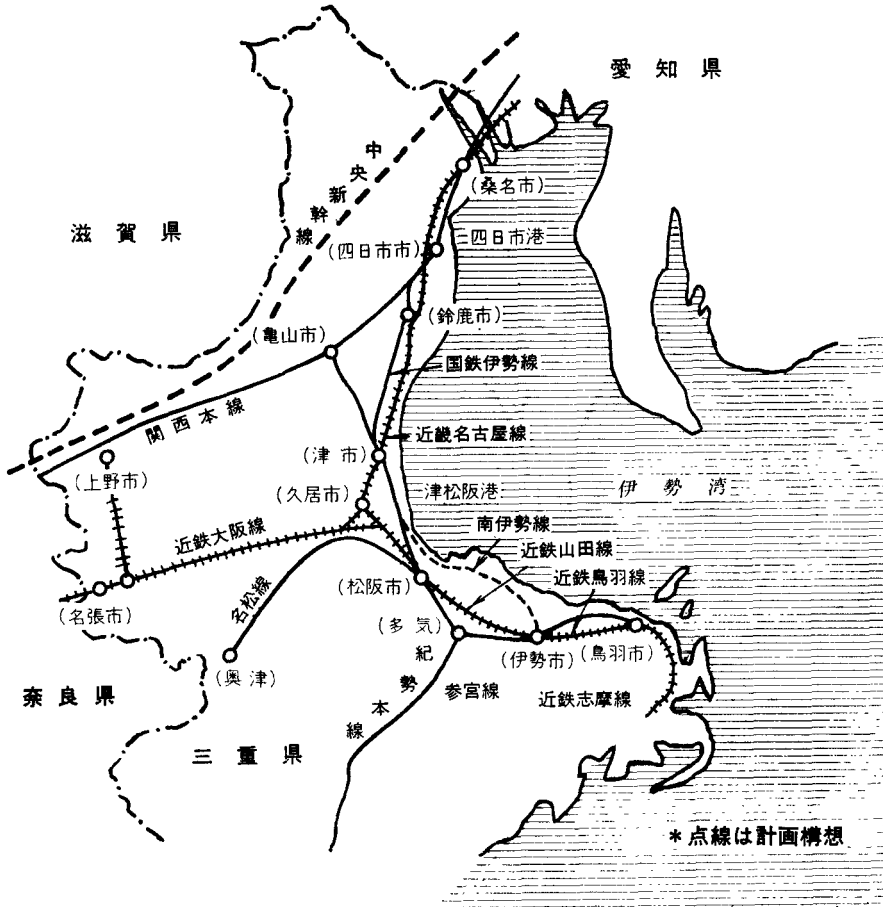 愛知県
中央新幹線
(桑名市)
滋賀県
(四日市市)
四日市港
(鈴鹿市)
(亀山市)
国鉄伊勢線
関西本線
近畿名古屋線
(津市)
(上野市)
(久居市)
津松阪港
伊勢湾
南伊勢線
近鉄大阪線
近鉄山田線
近鉄鳥羽線
(松阪市)
(名張市)
名松線
(多気)
(伊勢市)
(鳥羽市)
(奥津)
紀勢本線
奈良県
参宮線
近鉄志摩線
三重県
*点線は計画構想